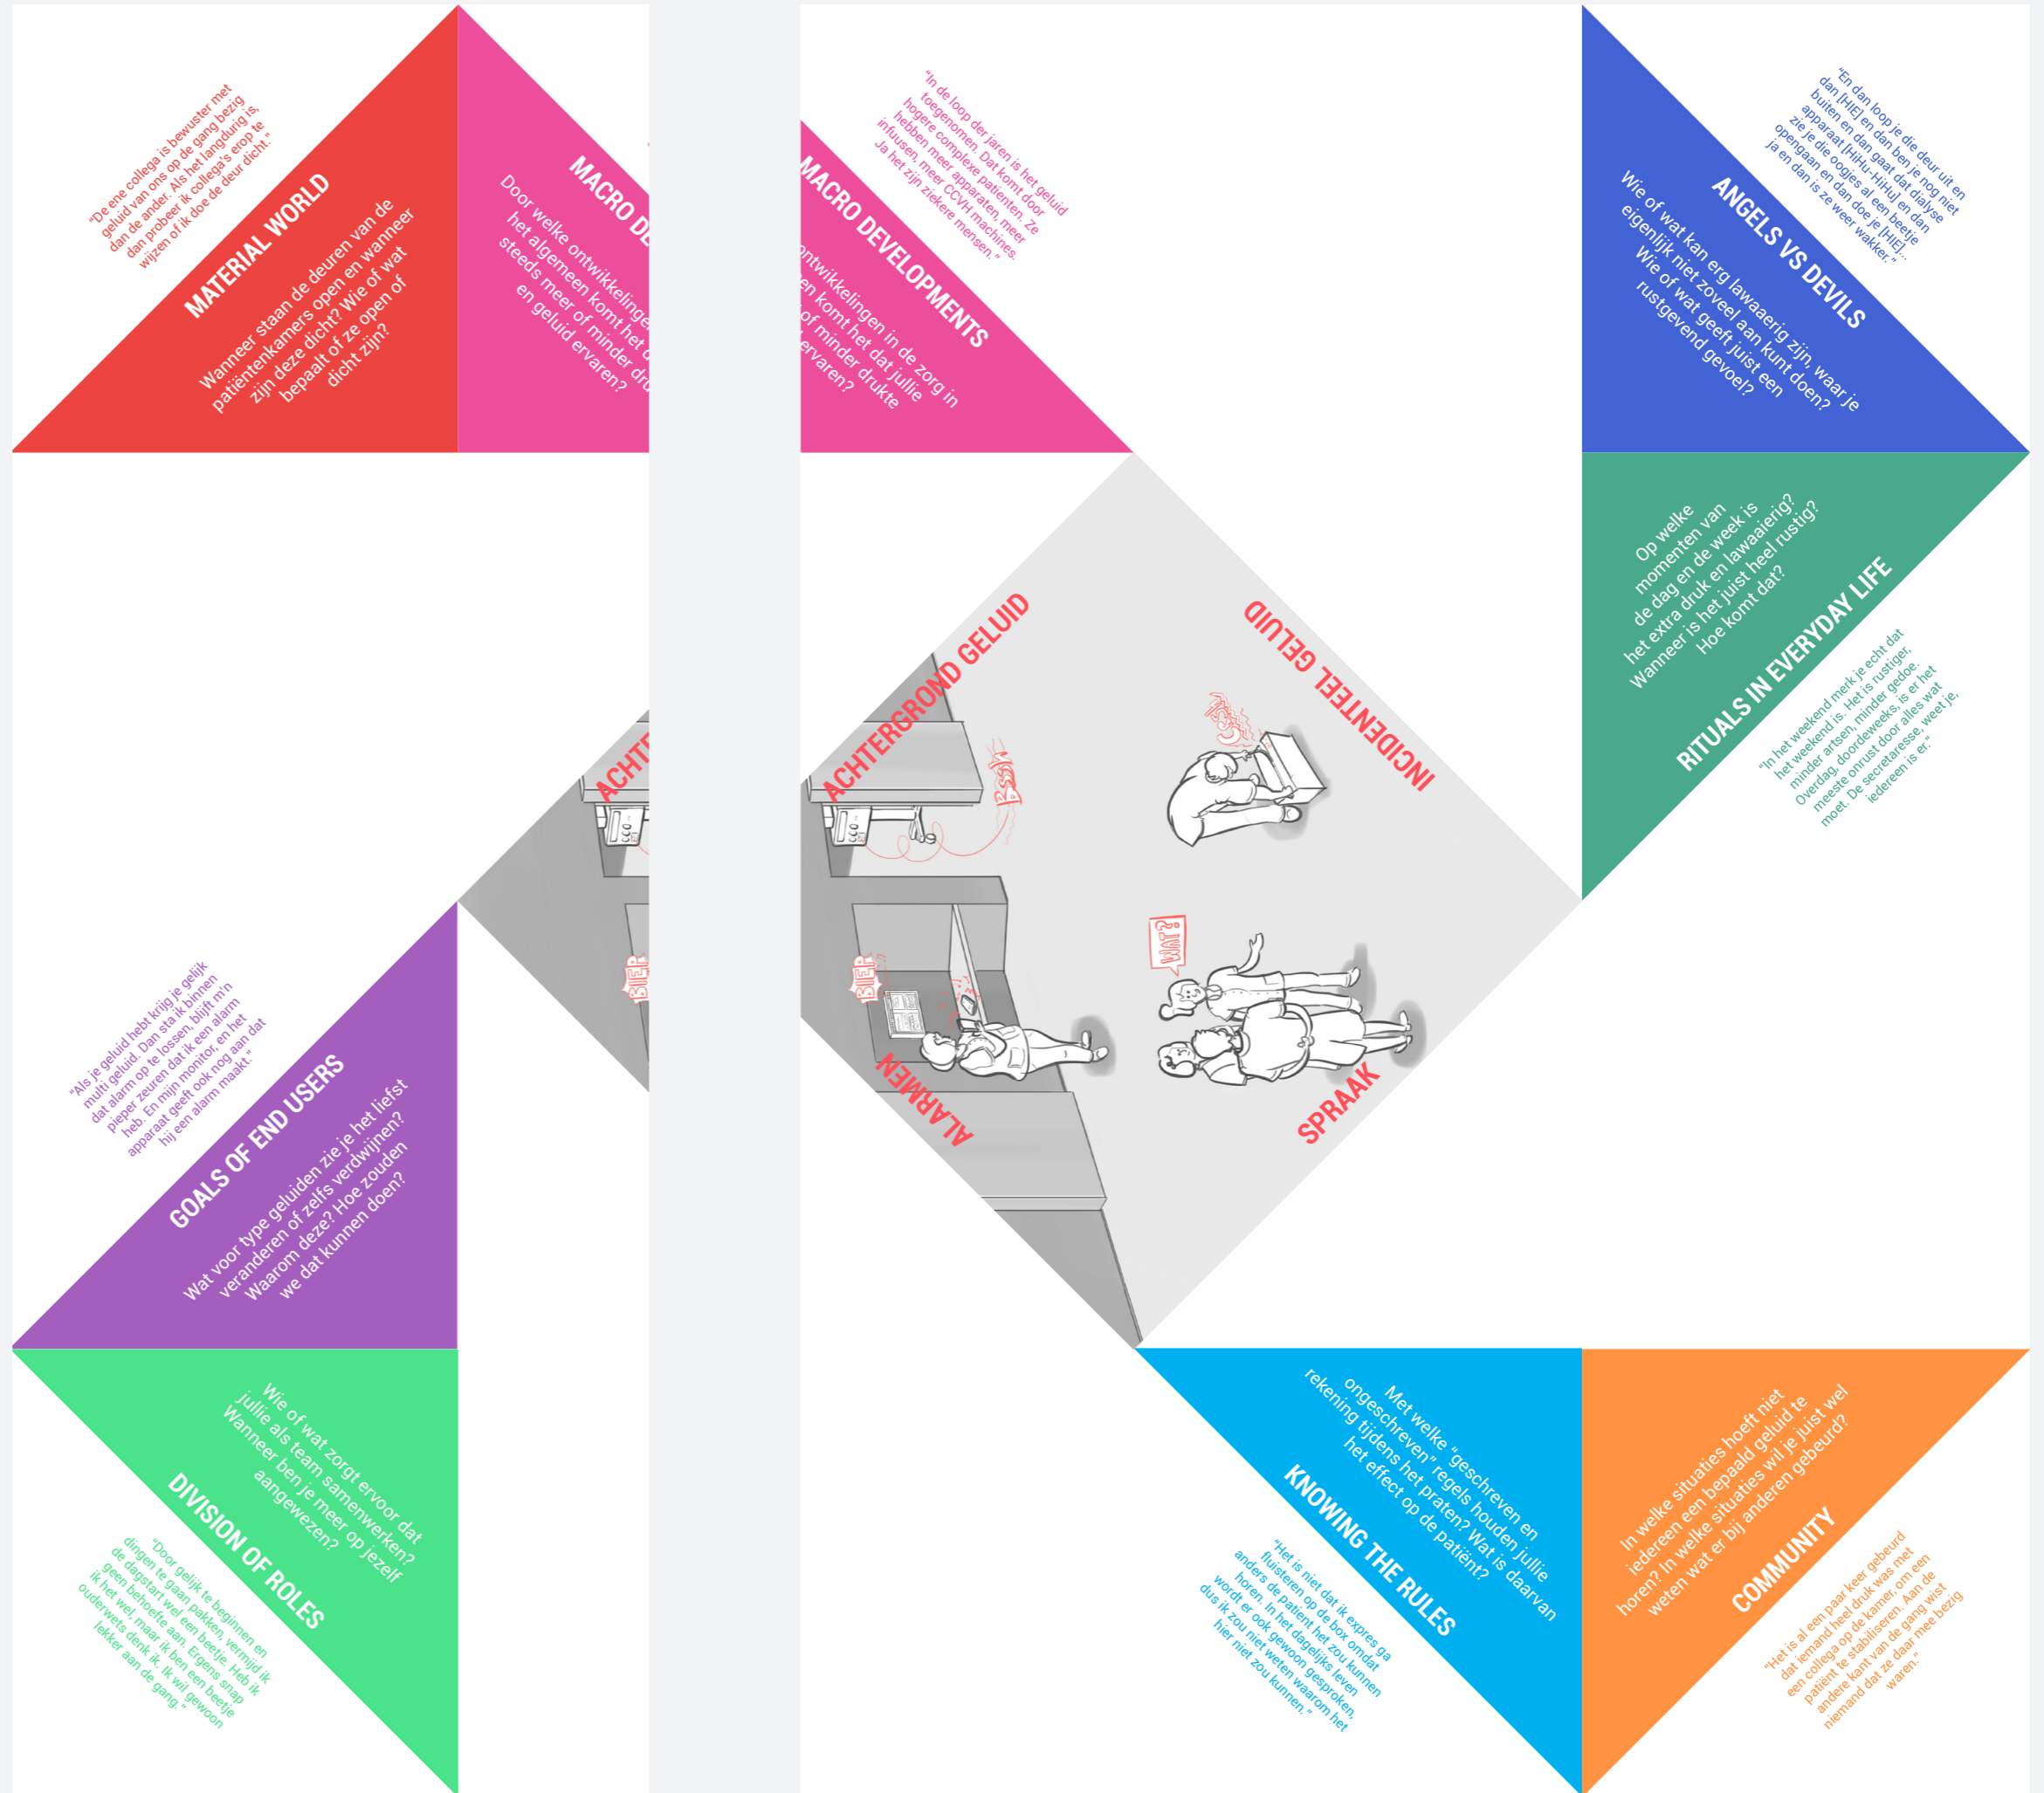 "De ene collega is bewuster met
geluid van ons op de gang bezig
dan de ander. Als het langdurig is,
dan probeer ik collega's erop te
wijzen of ik doe de deur dicht."
MATERIAL WORLD
Wanneer staan de deuren van de
patiëntenkamers open en wanneer
zijn deze dicht? Wie of wat
bepaalt of ze open of
dicht zijn?
MACRO DE
Door welke ontwikkelinge
het algemeen komt het d
steeds meer of minder dru
en geluid ervaren?
ACHTE
BIEP
"Als je geluid hebt krijg je gelijk
multi geluid. Dan sta ik binnen
dat alarm op te lossen, blijft m'n
pieper zeuren dat ik een alarm
heb. En mijn monitor, en het
apparaat geeft ook nog aan dat
hij een alarm maakt."
GOALS OF END USERS
Wat voor type geluiden zie je het liefst
veranderen of zelfs verdwijnen?
Waarom deze? Hoe zouden
we dat kunnen doen?
Wie of wat zorgt ervoor dat
jullie als team samenwerken?
Wanneer ben je meer op jezelf
aangewezen?
DIVISION OF ROLES
"Door gelijk te beginnen en
dingen te gaan pakken, vermijd ik
de dagstart wel een beetje. Heb ik
geen behoefte aan. Ergens snap
ik het wel, maar ik ben een beetje
ouderwets denk ik. Ik wil gewoon
lekker aan de gang."
"In de loop der jaren is het geluid
toegenomen. Dat komt door
hogere complexe patienten. Ze
hebben meer apparaten, meer
infuusen, meer CCVH machines.
Ja het zijn ziekere mensen."
MACRO DEVELOPMENTS
ontwikkelingen in de zorg in
en komt het dat jullie
of minder drukte
ervaren?
"En dan loop je die deur uit en
dan [HIE] en dan ben je nog niet
buiten en dan gaat dat dialyse
apparaat [HiHu-HiHu] en dan
zie je die oogjes al een beetje
opengaan en dan doe je [HIE]...
ja en dan is ze weer wakker."
ANGELS VS DEVILS
Wie of wat kan erg lawaaerig zijn, waar je
eigenlijk niet zoveel aan kunt doen?
Wie of wat geeft juist een
rustgevend gevoel?
Op welke
momenten van
de dag en de week is
het extra druk en lawaaierig?
Wanneer is het juist heel rustig?
Hoe komt dat?
RITUALS IN EVERYDAY LIFE
"In het weekend merk je echt dat
het weekend is. Het is rustiger,
minder artsen, minder gedoe.
Overdag, doordeweeks, is er het
meeste onrust door alles wat
moet. De secretaresse, weet je,
iedereen is er."
ACHTERGROND GELUID
INCIDENTEEL GELUID
BSSM
BIEP
WAT?
ALARMEN
SPRAAK
Met welke "geschreven en
ongeschreven" regels houden jullie
rekening tijdens het praten? Wat is daarvan
het effect op de patiënt?
KNOWING THE RULES
"Het is niet dat ik expres ga
fluisteren op de box omdat
anders de patient het zou kunnen
horen. In het dagelijks leven
wordt er ook gewoon gesproken,
dus ik zou niet weten waarom het
hier niet zou kunnen."
In welke situaties hoeft niet
iedereen een bepaald geluid te
horen? In welke situaties wil je juist wel
weten wat er bij anderen gebeurd?
COMMUNITY
"Het is al een paar keer gebeurd
dat iemand heel druk was met
een collega op de kamer, om een
patiënt te stabiliseren. Aan de
andere kant van de gang wist
niemand dat ze daar mee bezig
waren."